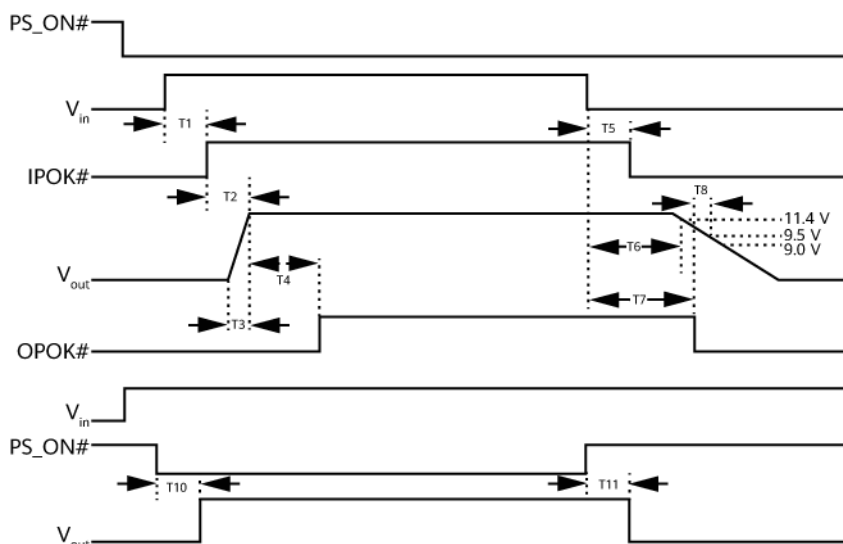 PS_ON#
Vin
T1
T5
IPOK#
T2
T8
11.4 V
9.5 V
9.0 V
T6
Vout
T4
T7
T3
OPOK#
Vin
PS_ON#
T10
T11
Vout